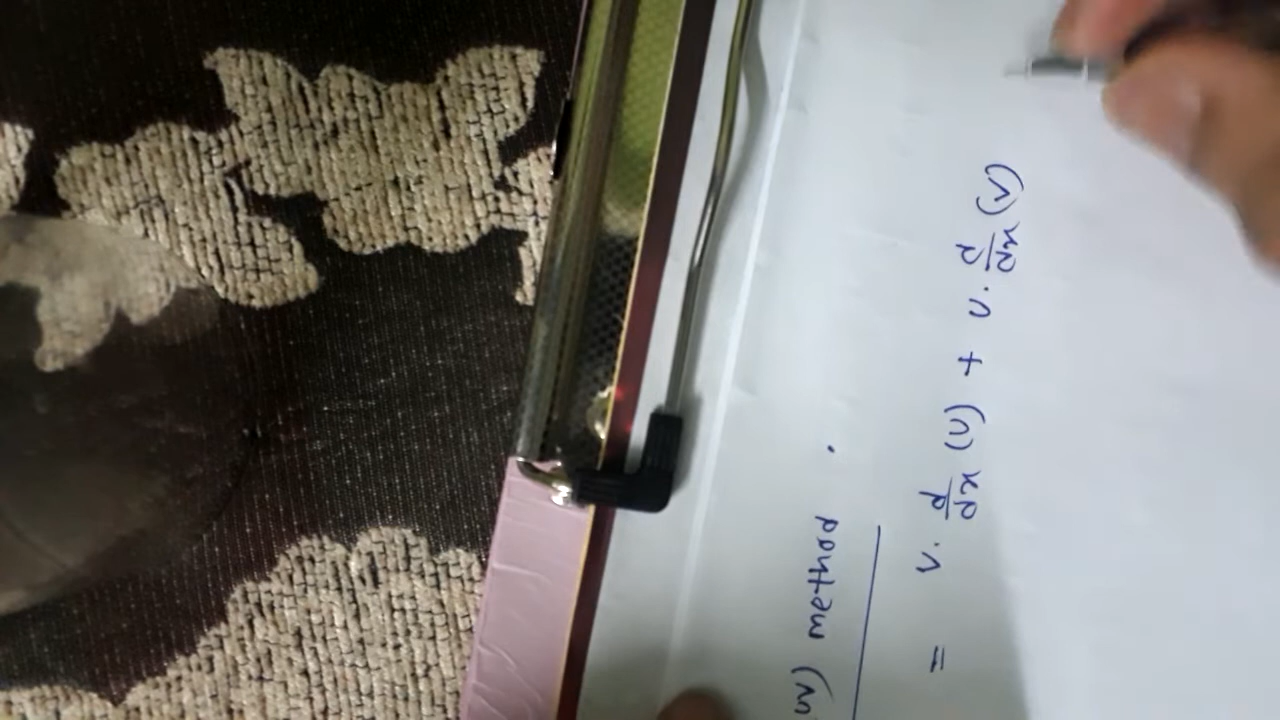 v) method .
= v. d/dx (u) + u. d/dx (v)